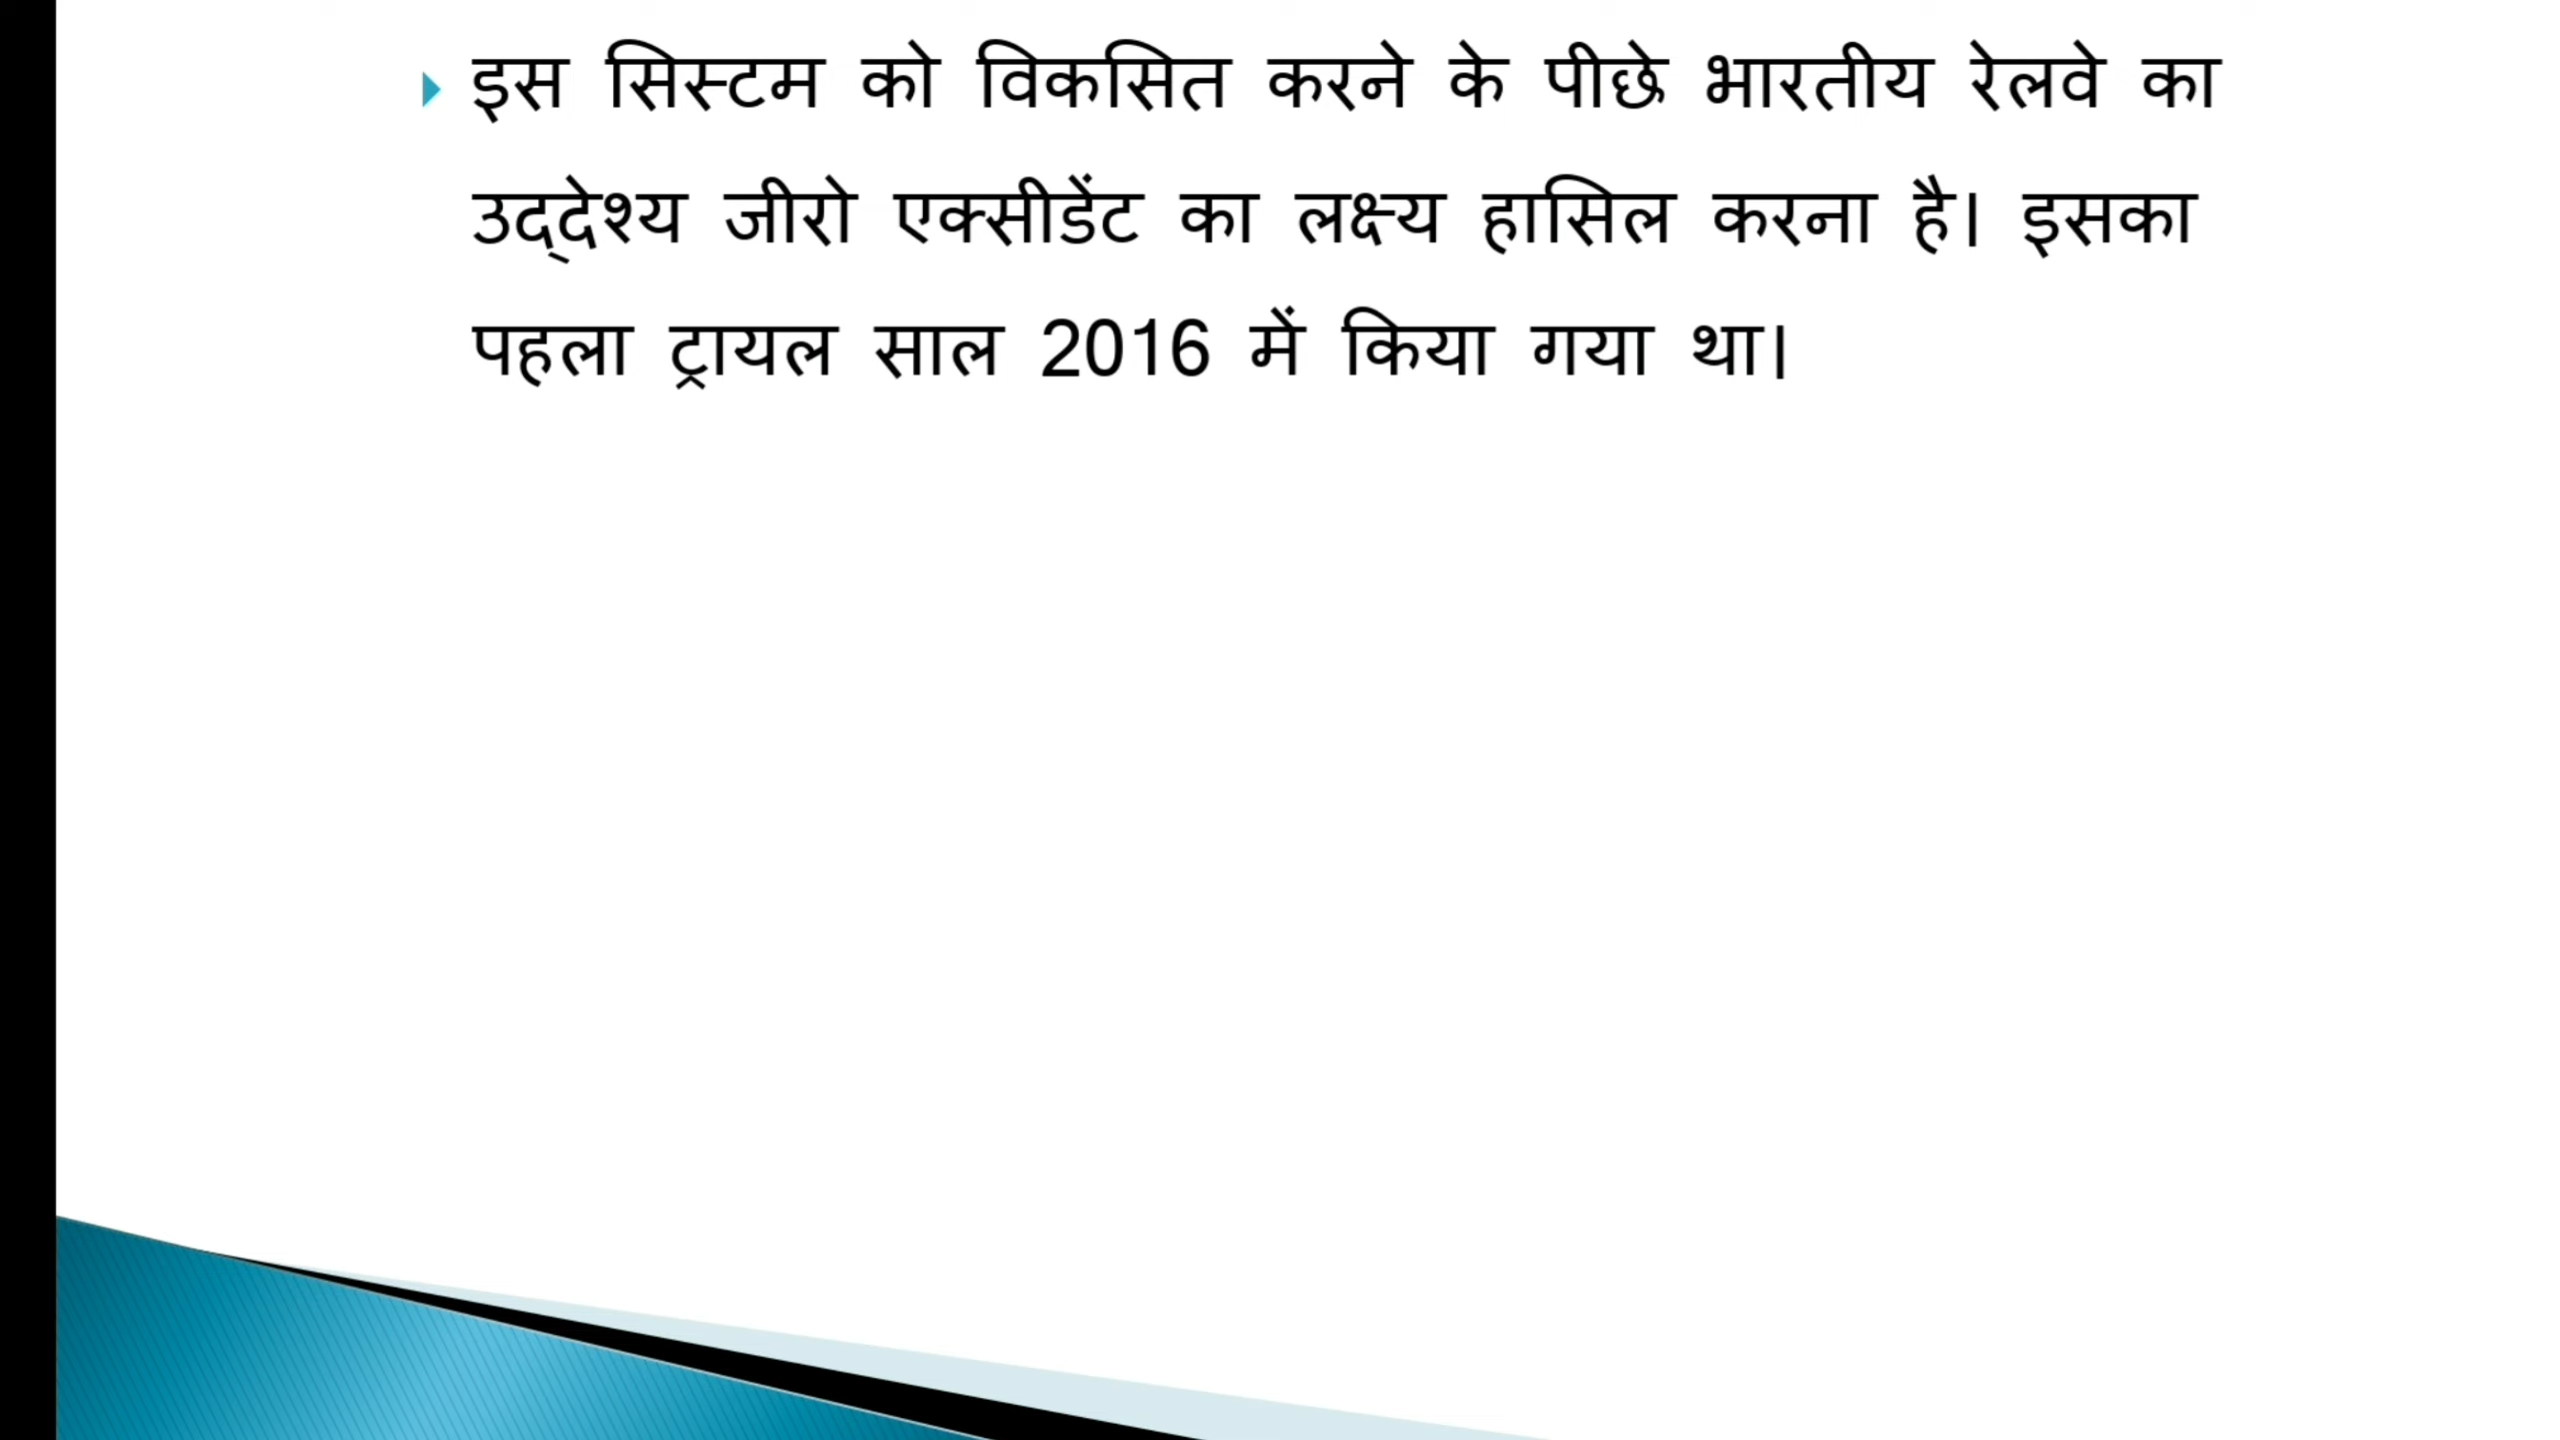 इस सिस्टम को विकसित करने के पीछे भारतीय रेलवे का
उद्देश्य जीरो एक्सीडेंट का लक्ष्य हासिल करना है। इसका
पहला ट्रायल साल 2016 में किया गया था।